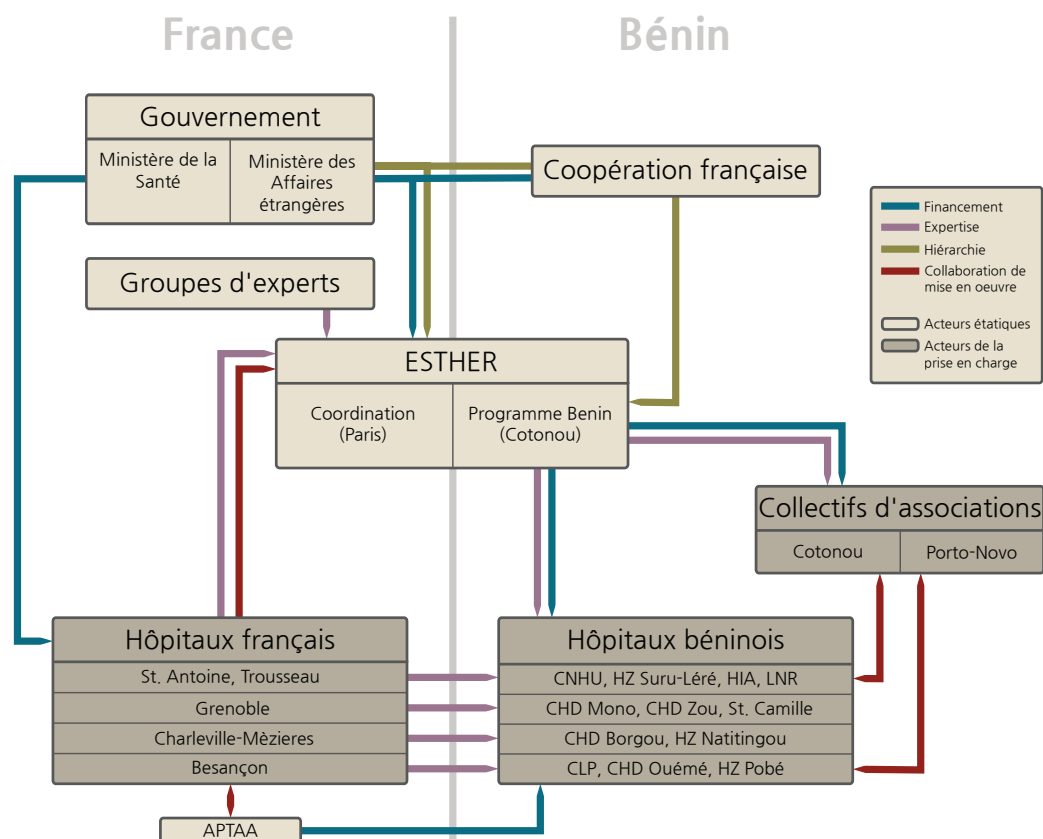 France
Bénin
Gouvernement
Ministère de la
Santé
Ministère des
Affaires
étrangères
Coopération française
Financement
Expertise
Hiérarchie
Collaboration de
mise en oeuvre
Acteurs étatiques
Acteurs de la
prise en charge
Groupes d'experts
ESTHER
Coordination
(Paris)
Programme Benin
(Cotonou)
Collectifs d'associations
Cotonou
Porto-Novo
Hôpitaux français
St. Antoine, Trousseau
Grenoble
Charleville-Mèzieres
Besançon
Hôpitaux béninois
CNHU, HZ Suru-Léré, HIA, LNR
CHD Mono, CHD Zou, St. Camille
CHD Borgou, HZ Natitingou
CLP, CHD Ouémé, HZ Pobé
APTAA